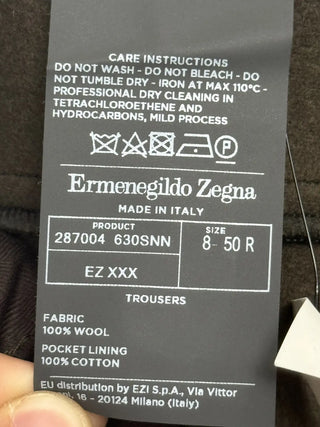 CARE INSTRUCTIONS
DO NOT WASH - DO NOT BLEACH - DO
NOT TUMBLE DRY - IRON AT MAX 110°C -
PROFESSIONAL DRY CLEANING IN
TETRACHLOROETHENE AND
HYDROCARBONS, MILD PROCESS
P
Ermenegildo Zegna
MADE IN ITALY
PRODUCT
287004 630SNN
SIZE
8- 50 R
EZ XXX
TROUSERS
FABRIC
100% WOOL
POCKET LINING
100% COTTON
EU distribution by EZI S.p.A., Via Vittor
16 - 20124 Milano (Italy)